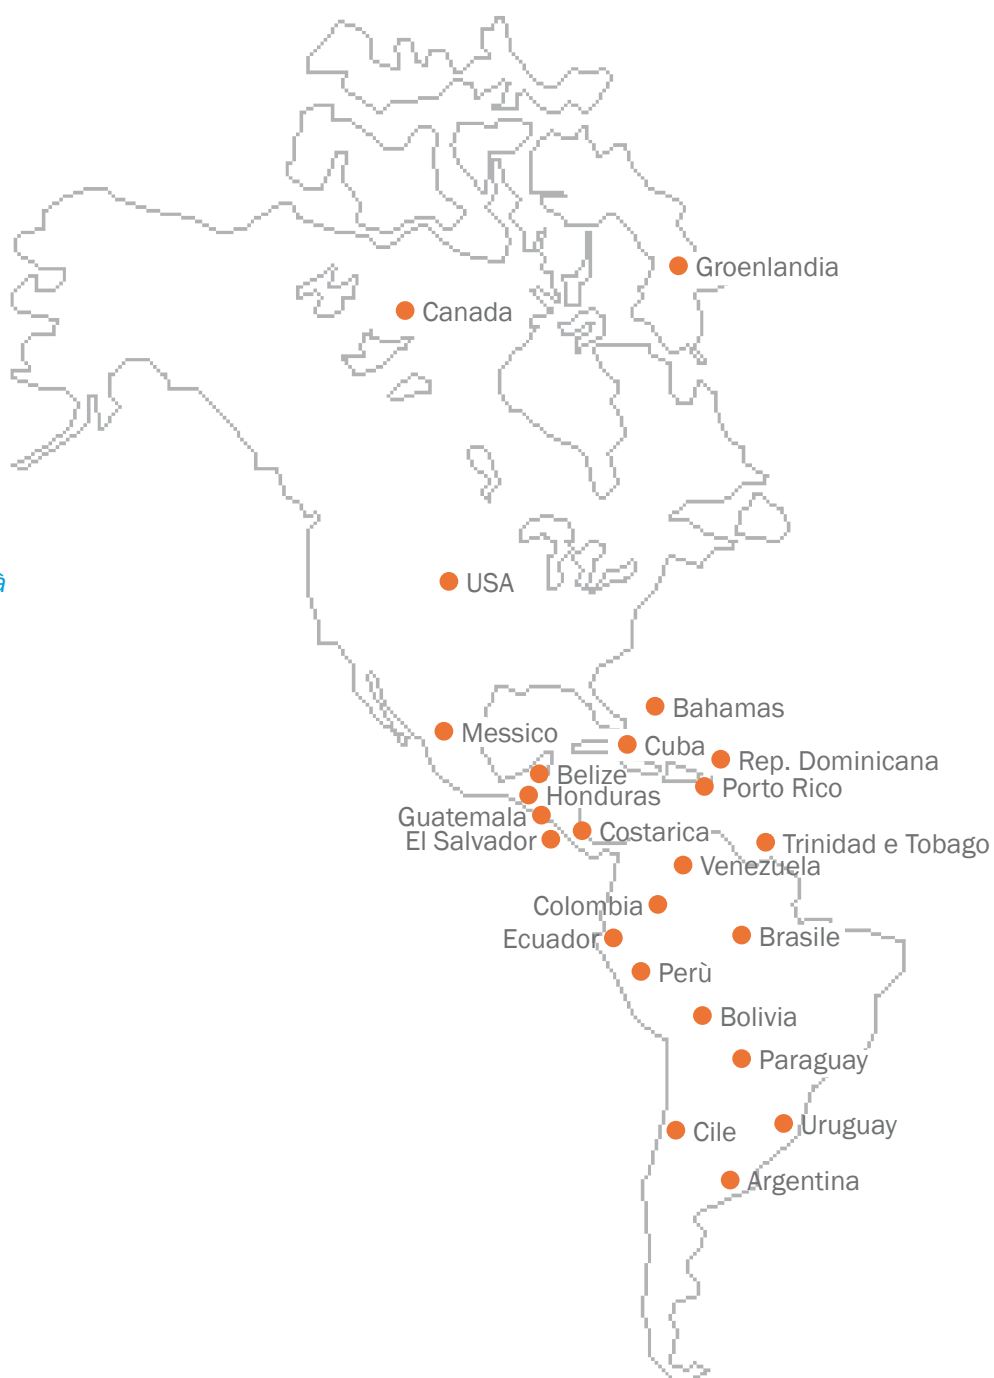 Groenlandia
Canada
à
USA
Bahamas
Messico
Cuba
Rep. Dominicana
Belize
Porto Rico
Honduras
Guatemala
Costarica
El Salvador
Trinidad e Tobago
Venezuela
Colombia
Ecuador
Brasile
Perù
Bolivia
Paraguay
Cile
Uruguay
Argentina